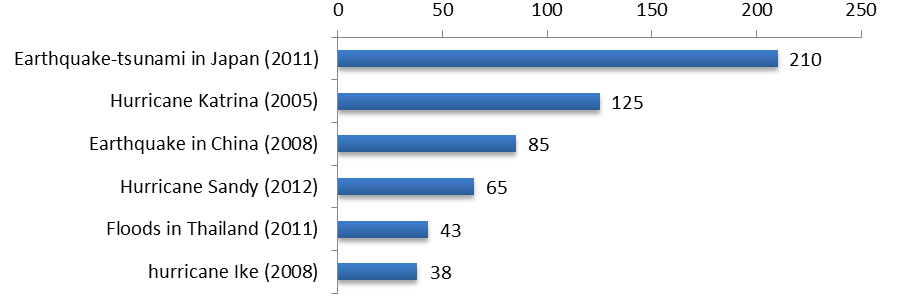 0 50 100 150 200 250
Earthquake-tsunami in Japan (2011) 210
Hurricane Katrina (2005) 125
Earthquake in China (2008) 85
Hurricane Sandy (2012) 65
Floods in Thailand (2011) 43
hurricane Ike (2008) 38